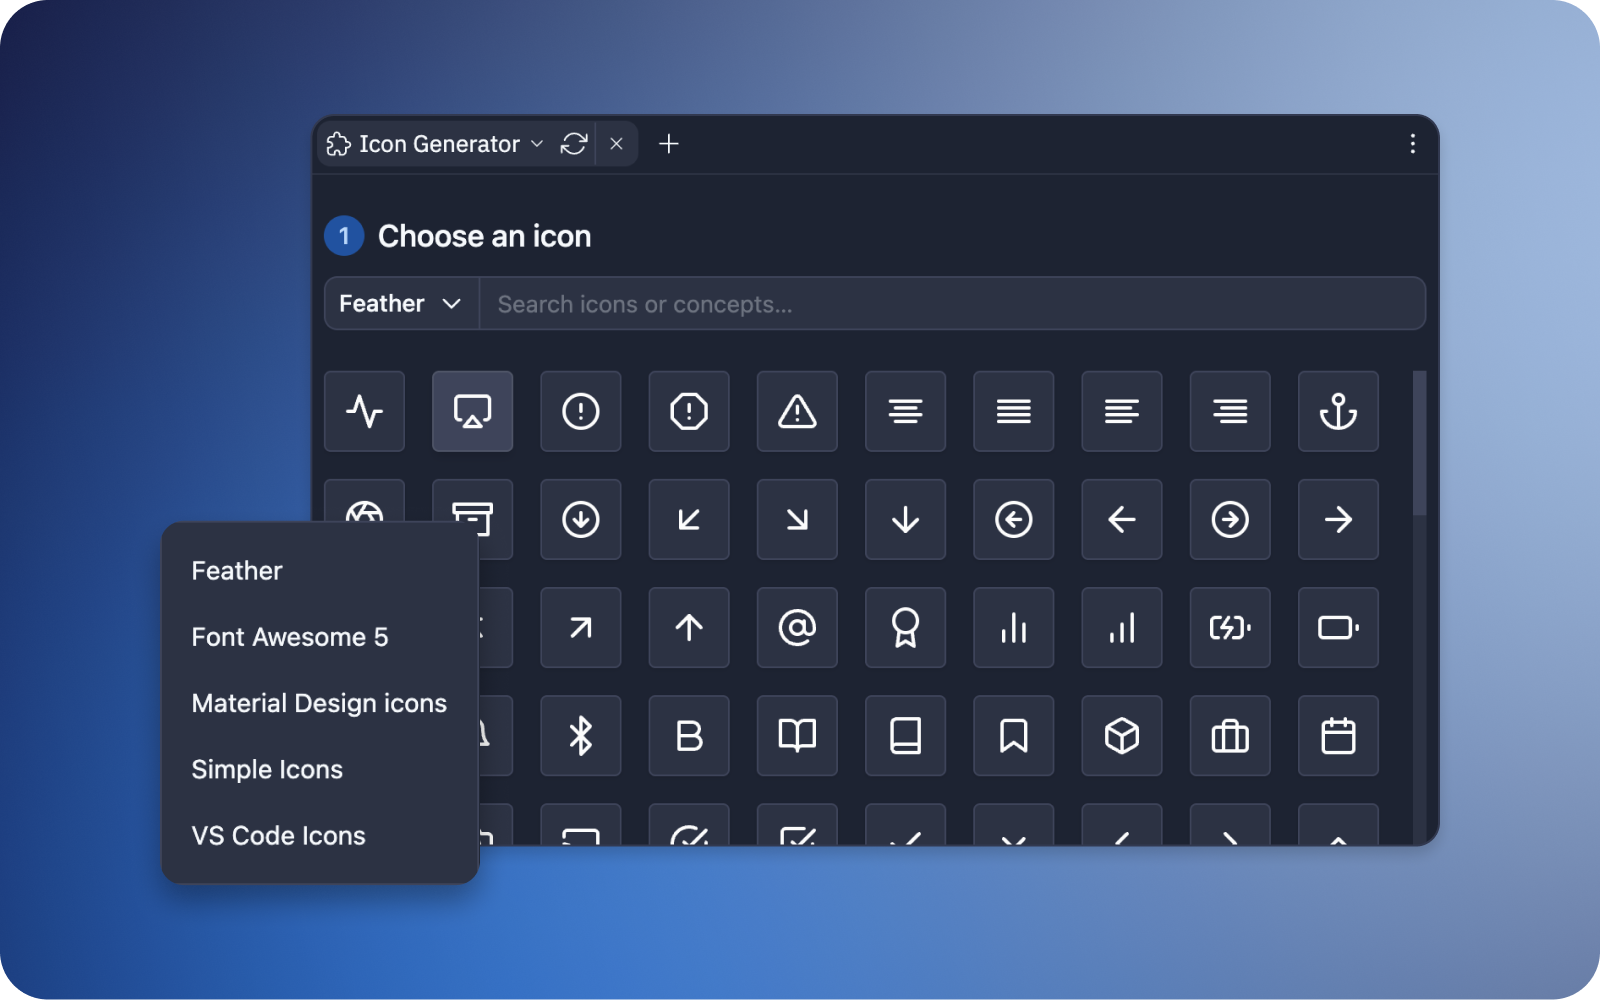 Icon Generator
1 Choose an icon
Feather
Search icons or concepts...
Feather
Font Awesome 5
Material Design icons
Simple Icons
VS Code Icons